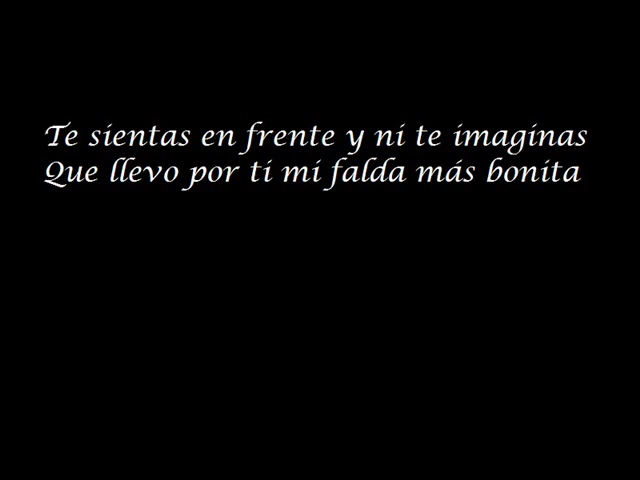 Te sientas en frente y ni te imaginas
Que llevo por ti mi falda más bonita